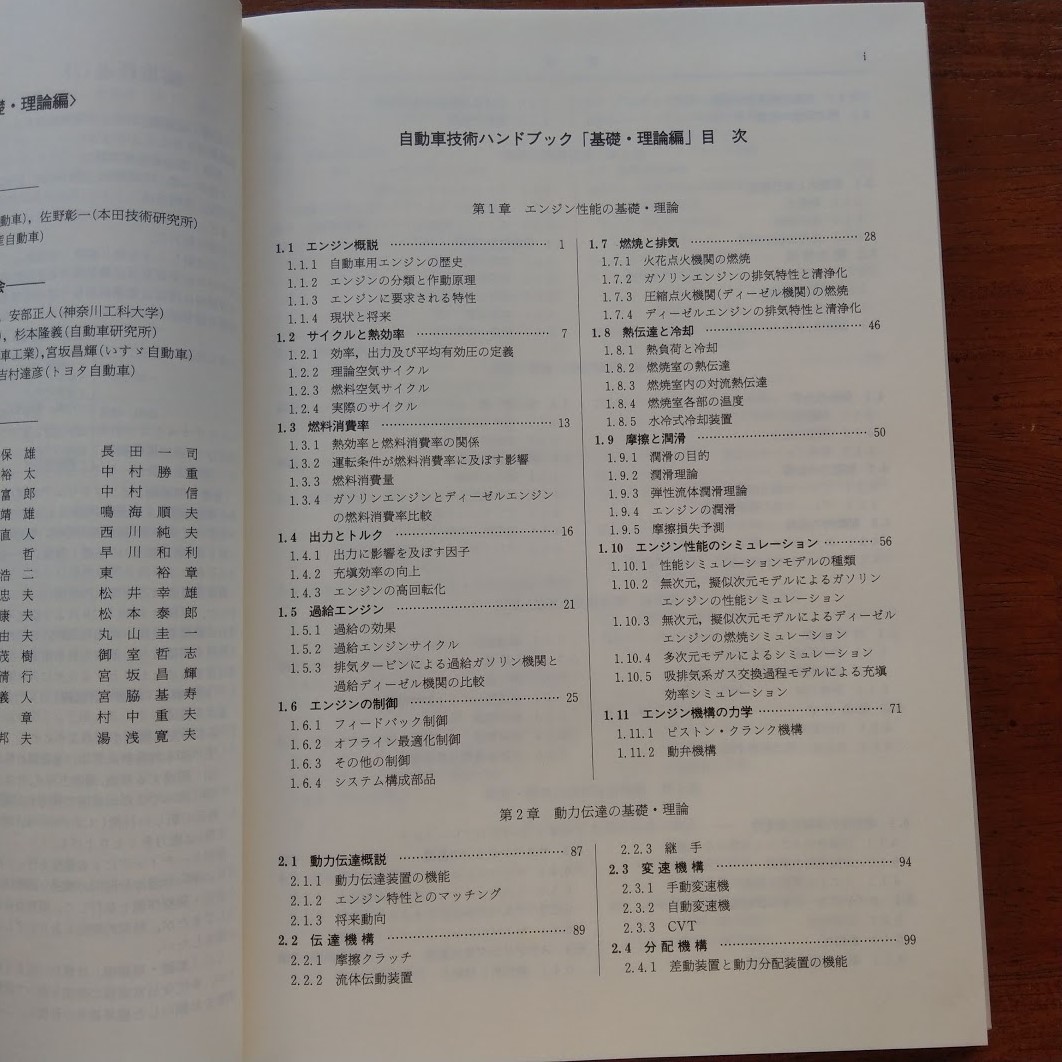 礎・理論編〉
動車), 佐野彰一(本田技術研究所)
産自動車)
会
安部正人(神奈川工科大学)
), 杉本隆義(自動車研究所)
車工業),宮坂昌輝(いすゞ自動車)
吉村達彦(トヨタ自動車)
保 雄 長 田 一 司
裕 太 中 村 勝 重
富 郎 中 村 信
靖 雄 鳴 海 順 夫
直 人 西 川 純 夫
哲 早 川 和 利
浩 二 東 裕 章
忠 夫 松 井 幸 雄
康 夫 松 本 泰 郎
由 夫 丸 山 圭 一
茂 樹 御 室 哲 志
清 行 宮 坂 昌 輝
義 人 宮 脇 基 寿
章 村 中 重 夫
邦 夫 湯 浅 寛 夫
i
自動車技術ハンドブック「基礎・理論編」目 次
第1章 エンジン性能の基礎・理論
1.1 エンジン概説 ………… 1
1.1.1 自動車用エンジンの歴史
1.1.2 エンジンの分類と作動原理
1.1.3 エンジンに要求される特性
1.1.4 現状と将来
1.2 サイクルと熱効率 ………… 7
1.2.1 効率，出力及び平均有効圧の定義
1.2.2 理論空気サイクル
1.2.3 燃料空気サイクル
1.2.4 実際のサイクル
1.3 燃料消費率 ………… 13
1.3.1 熱効率と燃料消費率の関係
1.3.2 運転条件が燃料消費率に及ぼす影響
1.3.3 燃料消費量
1.3.4 ガソリンエンジンとディーゼルエンジン
の燃料消費率比較
1.4 出力とトルク ………… 16
1.4.1 出力に影響を及ぼす因子
1.4.2 充填効率の向上
1.4.3 エンジンの高回転化
1.5 過給エンジン ………… 21
1.5.1 過給の効果
1.5.2 過給エンジンサイクル
1.5.3 排気タービンによる過給ガソリン機関と
過給ディーゼル機関の比較
1.6 エンジンの制御 ………… 25
1.6.1 フィードバック制御
1.6.2 オフライン最適化制御
1.6.3 その他の制御
1.6.4 システム構成部品
1.7 燃焼と排気 ………… 28
1.7.1 火花点火機関の燃焼
1.7.2 ガソリンエンジンの排気特性と清浄化
1.7.3 圧縮点火機関(ディーゼル機関)の燃焼
1.7.4 ディーゼルエンジンの排気特性と清浄化
1.8 熱伝達と冷却 ………… 46
1.8.1 熱負荷と冷却
1.8.2 燃焼室の熱伝達
1.8.3 燃焼室内の対流熱伝達
1.8.4 燃焼室各部の温度
1.8.5 水冷式冷却装置
1.9 摩擦と潤滑 ………… 50
1.9.1 潤滑の目的
1.9.2 潤滑理論
1.9.3 弾性流体潤滑理論
1.9.4 エンジンの潤滑
1.9.5 摩擦損失予測
1.10 エンジン性能のシミュレーション ………… 56
1.10.1 性能シミュレーションモデルの種類
1.10.2 無次元，擬似次元モデルによるガソリン
エンジンの性能シミュレーション
1.10.3 無次元，擬似次元モデルによるディーゼル
エンジンの燃焼シミュレーション
1.10.4 多次元モデルによるシミュレーション
1.10.5 吸排気系ガス交換過程モデルによる充填
効率シミュレーション
1.11 エンジン機構の力学 ………… 71
1.11.1 ピストン・クランク機構
1.11.2 動弁機構
第2章 動力伝達の基礎・理論
2.1 動力伝達概説 ………… 87
2.1.1 動力伝達装置の機能
2.1.2 エンジン特性とのマッチング
2.1.3 将来動向
2.2 伝 達 機 構 ………… 89
2.2.1 摩擦クラッチ
2.2.2 流体伝動装置
2.2.3 継 手
2.3 変 速 機 構 ………… 94
2.3.1 手動変速機
2.3.2 自動変速機
2.3.3 CVT
2.4 分 配 機 構 ………… 99
2.4.1 差動装置と動力分配装置の機能